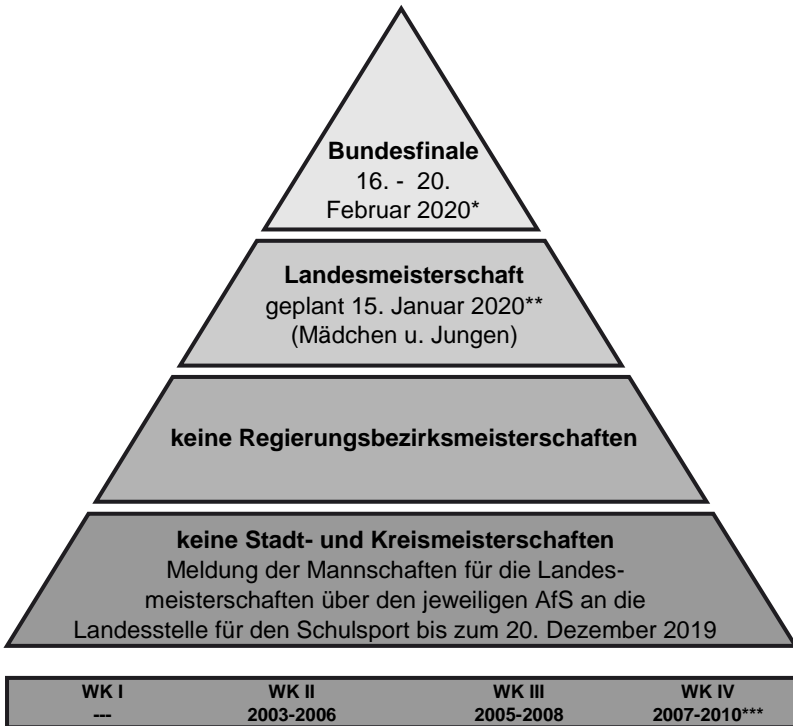 Bundesfinale
16. - 20.
Februar 2020*
Landesmeisterschaft
geplant 15. Januar 2020**
(Mädchen u. Jungen)
keine Regierungsbezirksmeisterschaften
keine Stadt- und Kreismeisterschaften
Meldung der Mannschaften für die Landes-
meisterschaften über den jeweiligen AfS an die
Landesstelle für den Schulsport bis zum 20. Dezember 2019
WK I WK II WK III WK IV
--- 2003-2006 2005-2008 2007-2010***